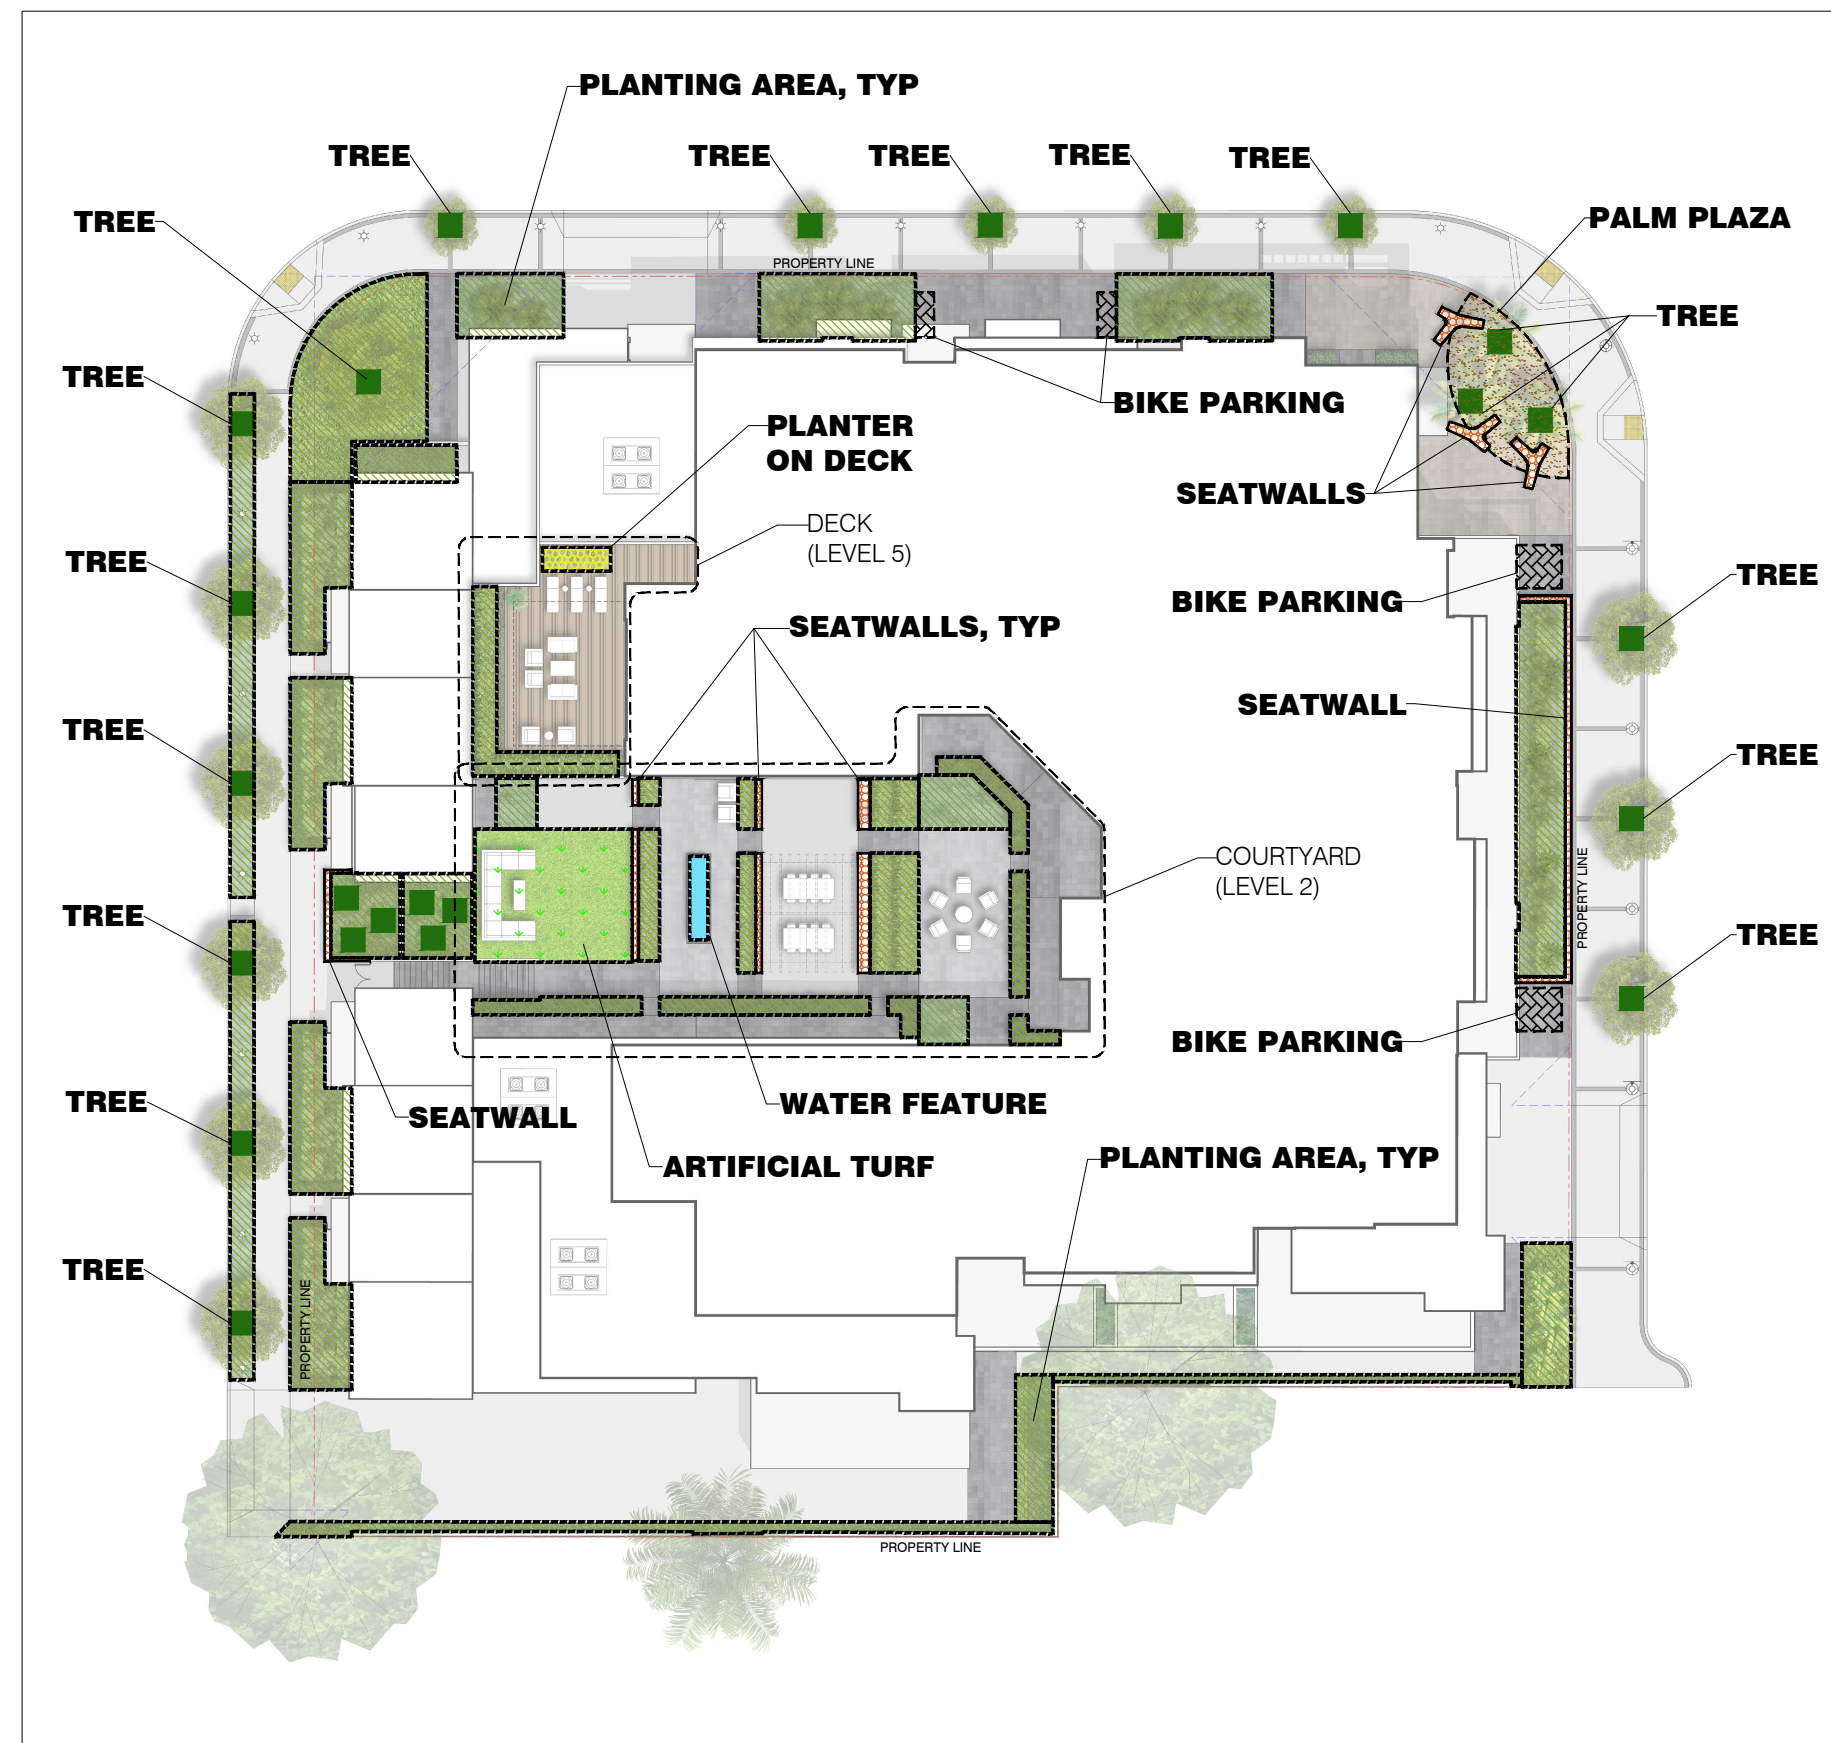 PLANTING AREA, TYP
TREE
TREE
TREE
TREE
TREE
TREE
PALM PLAZA
PROPERTY LINE
TREE
TREE
BIKE PARKING
PLANTER
ON DECK
SEATWALLS
DECK
(LEVEL 5)
TREE
TREE
BIKE PARKING
SEATWALLS, TYP
SEATWALL
TREE
TREE
COURTYARD
(LEVEL 2)
PROPERTY LINE
TREE
TREE
BIKE PARKING
TREE
SEATWALL
WATER FEATURE
ARTIFICIAL TURF
PLANTING AREA, TYP
TREE
PROPERTY LINE
PROPERTY LINE